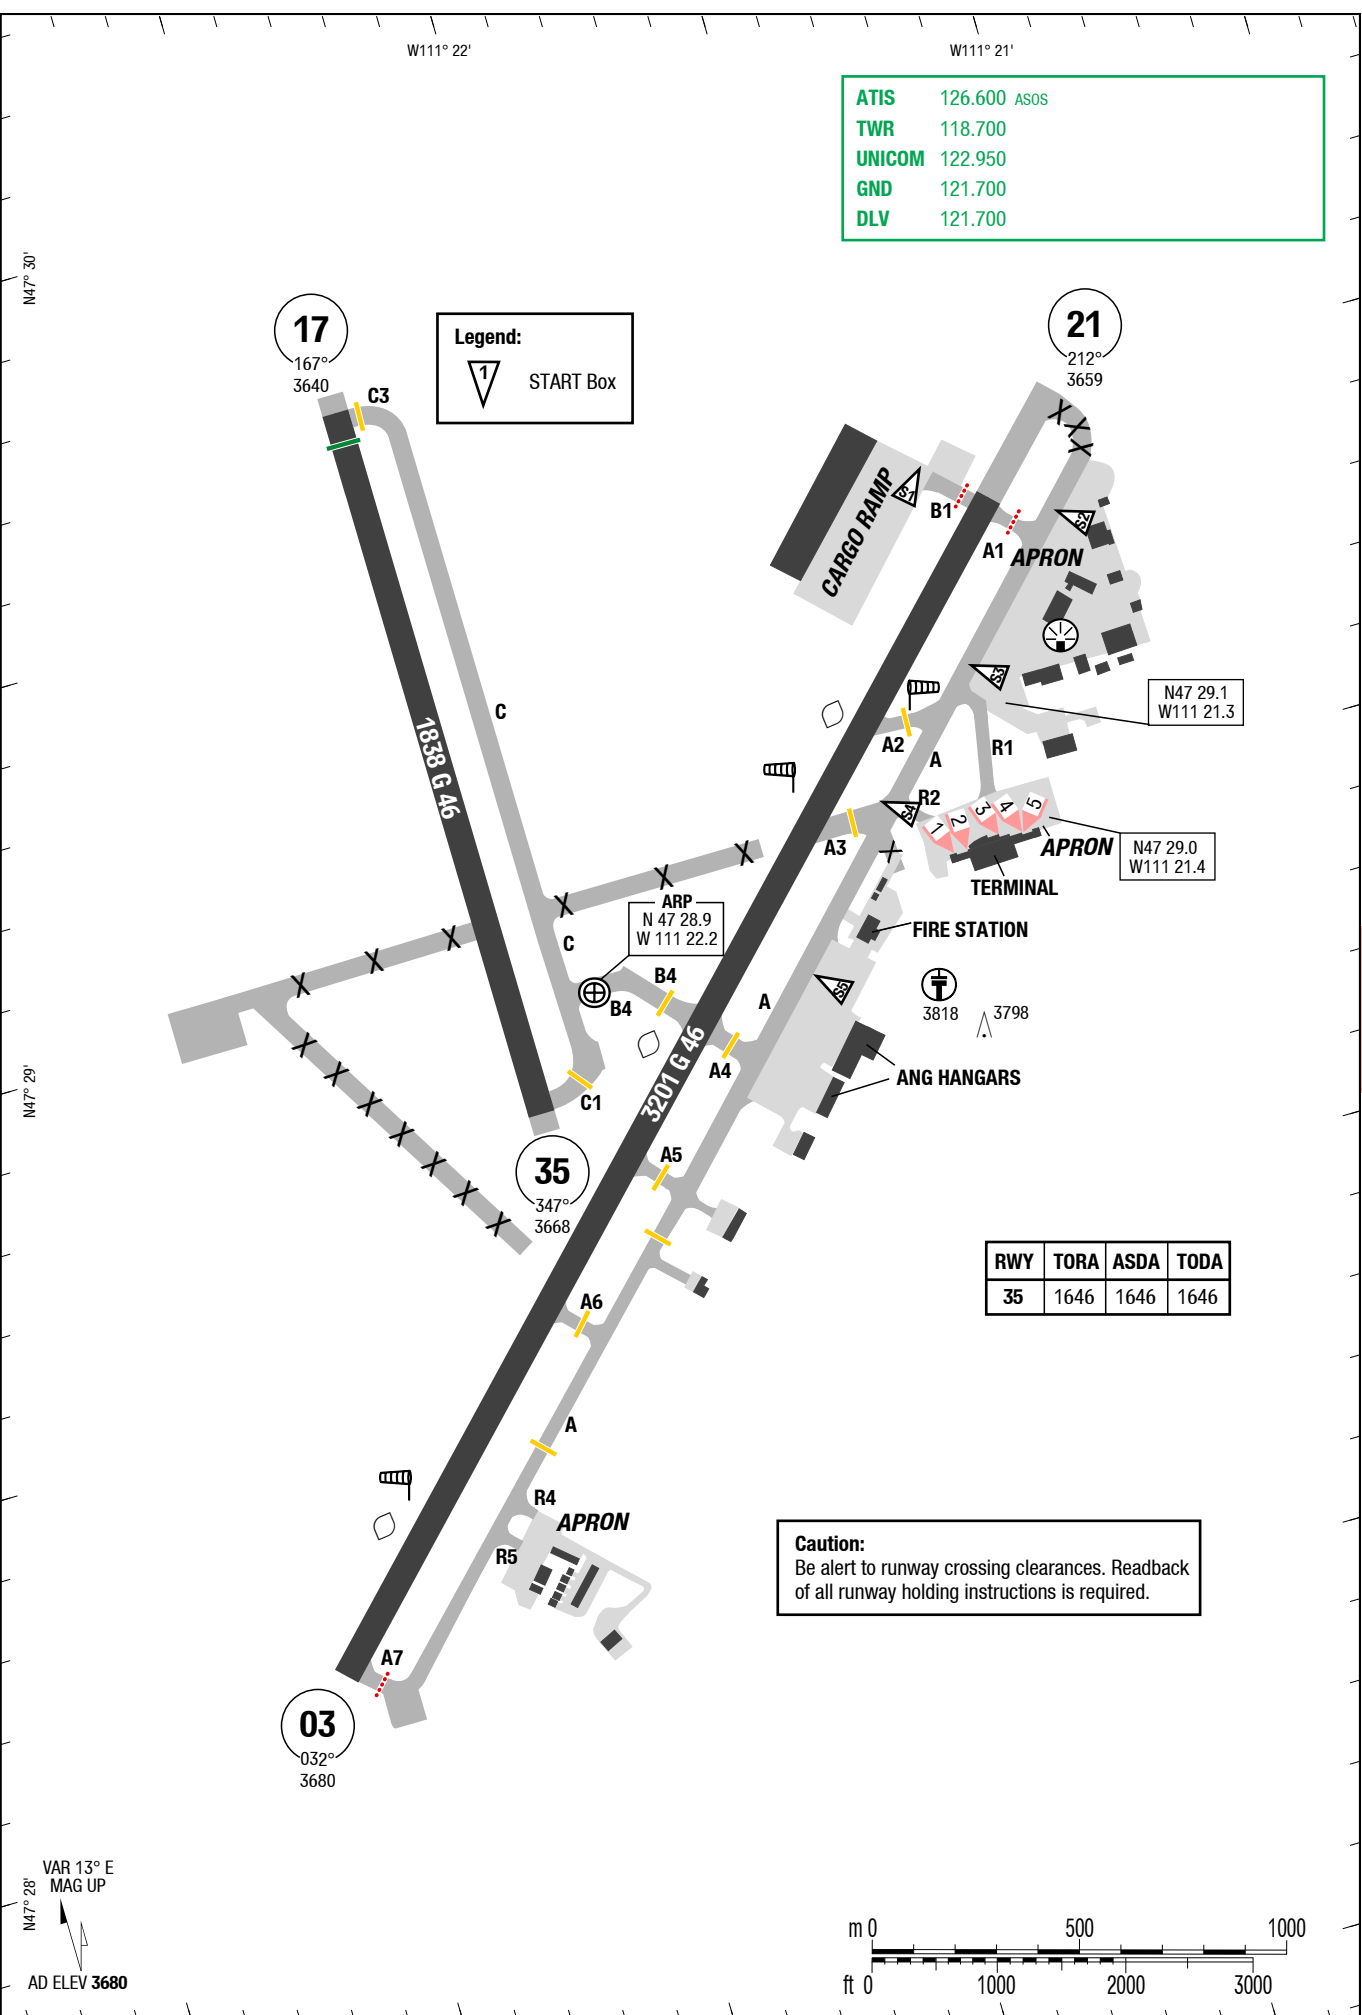 W111° 22'
W111° 21'
ATIS 126.600 ASOS
TWR 118.700
UNICOM 122.950
GND 121.700
DLV 121.700
N47° 30'
17
167°
3640
Legend:
1 START Box
21
212°
3659
C3
CARGO RAMP
S1
B1
S2
A1
APRON
S3
N47 29.1
W111 21.3
C
1838 G 46
A2
A
R1
R2
S4
1
2
3
4
5
A3
APRON
N47 29.0
W111 21.4
TERMINAL
ARP
N 47 28.9
W 111 22.2
FIRE STATION
C
B4
B4
A
S5
3818
3798
3201 G 46
A4
ANG HANGARS
N47° 29'
C1
35
347°
3668
A5
RWY TORA ASDA TODA
35 1646 1646 1646
A6
A
R4
APRON
R5
Caution:
Be alert to runway crossing clearances. Readback
of all runway holding instructions is required.
A7
03
032°
3680
N47° 28'
VAR 13° E
MAG UP
AD ELEV 3680
m 0 500 1000
ft 0 1000 2000 3000